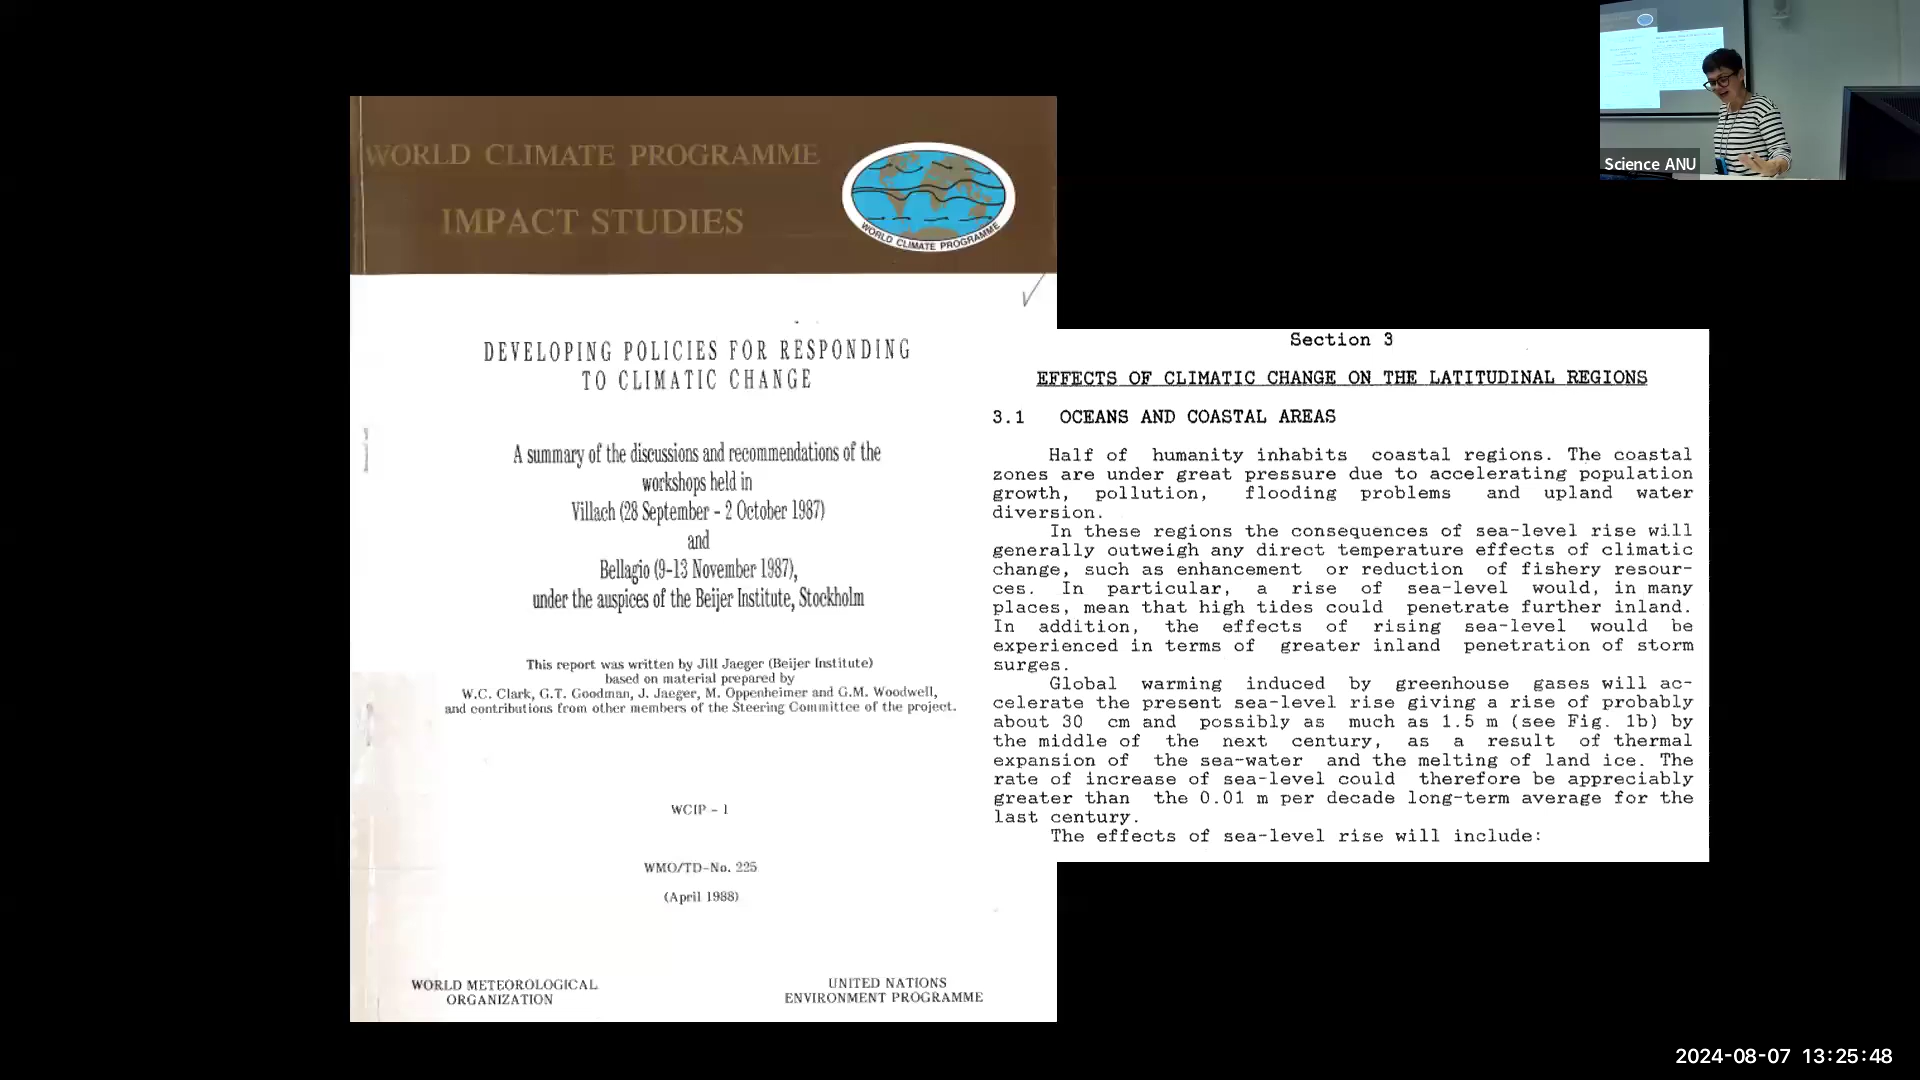 WORLD CLIMATE PROGRAMME
IMPACT STUDIES
WORLD CLIMATE PROGRAMME
DEVELOPING POLICIES FOR RESPONDING
TO CLIMATIC CHANGE
A summary of the discussions and recommendations of the
workshops held in
Villach (28 September - 2 October 1987)
and
Bellagio (9-13 November 1987),
under the auspices of the Beijer Institute, Stockholm
This report was written by Jill Jaeger (Beijer Institute)
based on material prepared by
W.C. Clark, G.T. Goodman, J. Jaeger, M. Oppenheimer and G.M. Woodwell,
and contributions from other members of the Steering Committee of the project.
WCIP - 1
WMO/TD-No. 225
(April 1988)
WORLD METEOROLOGICAL
ORGANIZATION
UNITED NATIONS
ENVIRONMENT PROGRAMME
Section 3
EFFECTS OF CLIMATIC CHANGE ON THE LATITUDINAL REGIONS
3.1 OCEANS AND COASTAL AREAS
Half of humanity inhabits coastal regions. The coastal
zones are under great pressure due to accelerating population
growth, pollution, flooding problems and upland water
diversion.
In these regions the consequences of sea-level rise will
generally outweigh any direct temperature effects of climatic
change, such as enhancement or reduction of fishery resour-
ces. In particular, a rise of sea-level would, in many
places, mean that high tides could penetrate further inland.
In addition, the effects of rising sea-level would be
experienced in terms of greater inland penetration of storm
surges.
Global warming induced by greenhouse gases will ac-
celerate the present sea-level rise giving a rise of probably
about 30 cm and possibly as much as 1.5 m (see Fig. 1b) by
the middle of the next century, as a result of thermal
expansion of the sea-water and the melting of land ice. The
rate of increase of sea-level could therefore be appreciably
greater than the 0.01 m per decade long-term average for the
last century.
The effects of sea-level rise will include:
Science ANU
2024-08-07 13:25:48